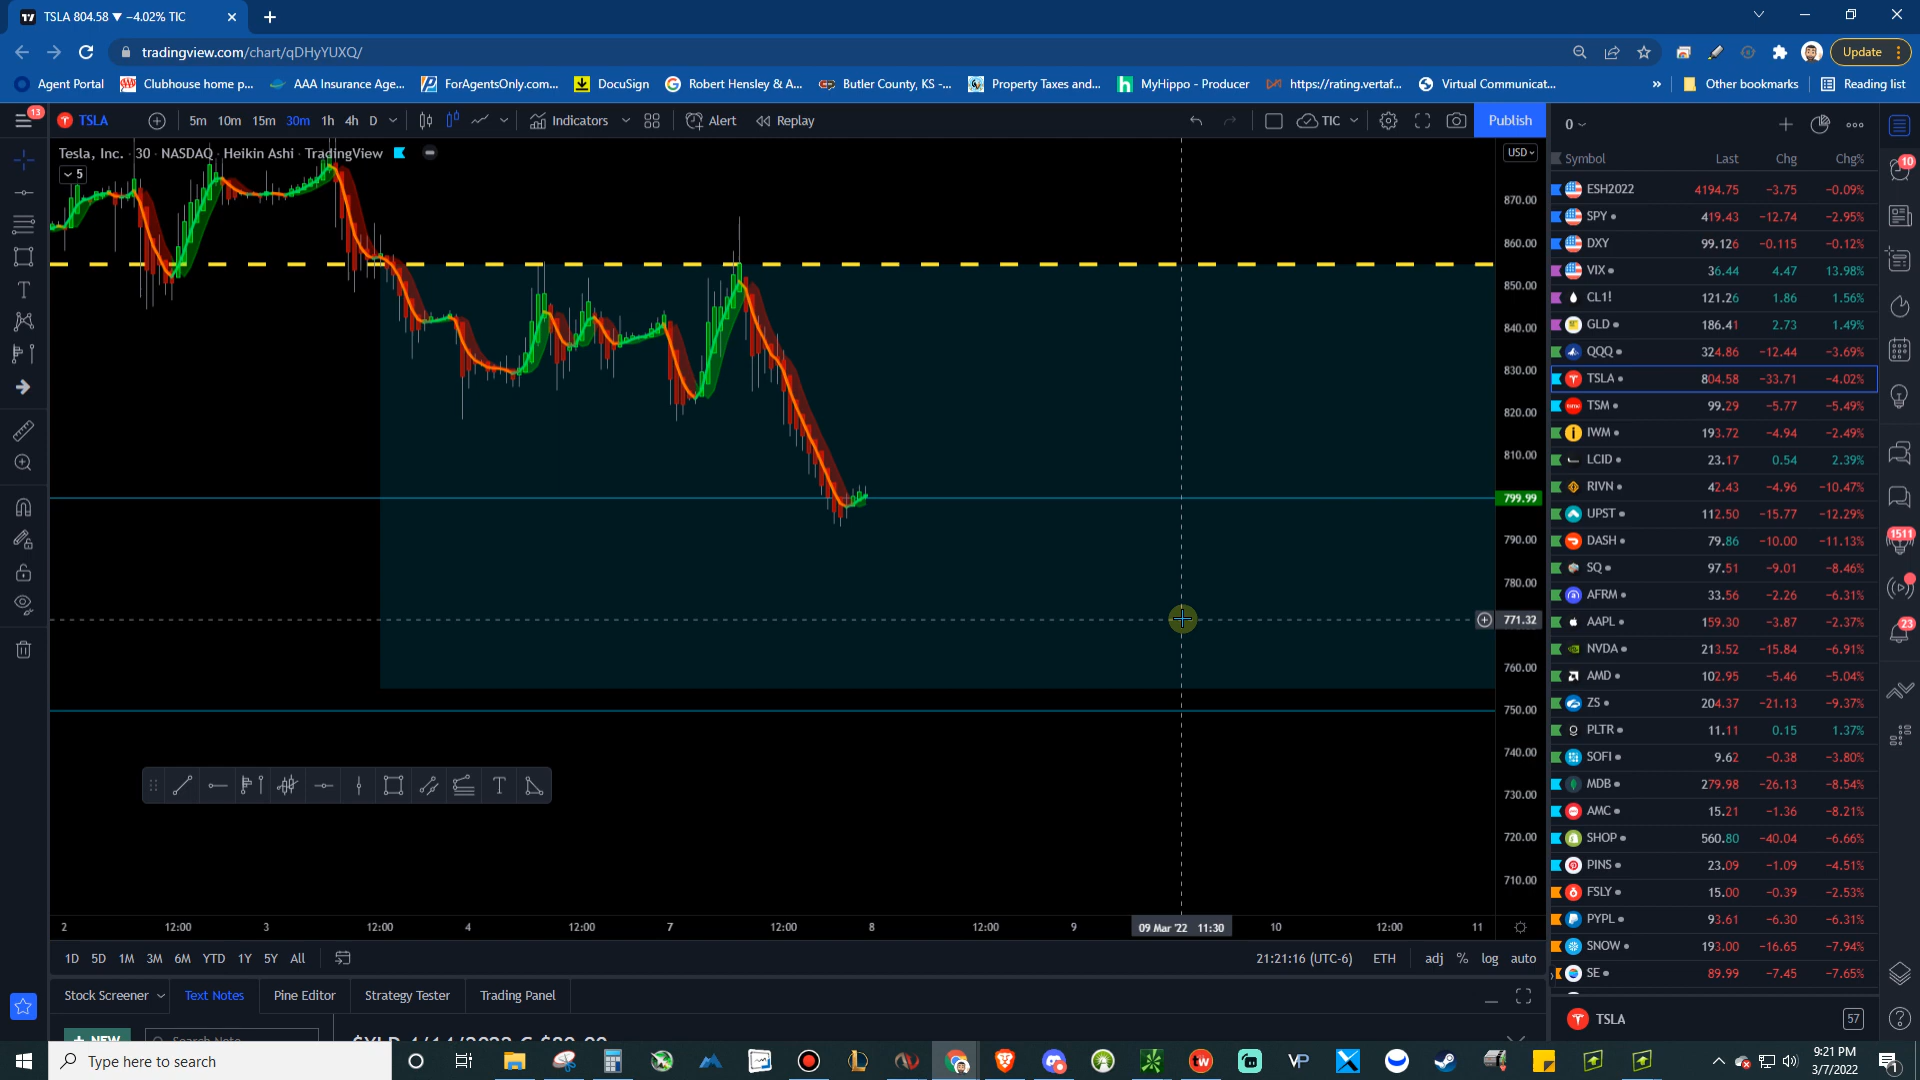 TSLA 804.58 ▼ −4.02% TIC
tradingview.com/chart/qDHyYUXQ/
Update
Agent Portal
Clubhouse home p...
AAA Insurance Age...
ForAgentsOnly.com...
DocuSign
Robert Hensley & A...
Butler County, KS -...
Property Taxes and...
MyHippo - Producer
https://rating.vertaf...
Virtual Communicat...
» Other bookmarks
Reading list
13
TSLA
5m 10m 15m 30m 1h 4h D
Indicators
Alert
Replay
TIC
Publish
0
Tesla, Inc. · 30 · NASDAQ · Heikin Ashi · TradingView
5
USD
870.00
860.00
850.00
840.00
830.00
820.00
810.00
799.99
790.00
780.00
771.32
760.00
750.00
740.00
730.00
720.00
710.00
Symbol Last Chg Chg%
ESH2022 4194.75 −3.75 −0.09%
SPY 419.43 −12.74 −2.95%
DXY 99.126 −0.115 −0.12%
VIX 36.44 4.47 13.98%
CL1! 121.26 1.86 1.56%
GLD 186.41 2.73 1.49%
QQQ 324.86 −12.44 −3.69%
TSLA 804.58 −33.71 −4.02%
TSM 99.29 −5.77 −5.49%
IWM 193.72 −4.94 −2.49%
LCID 23.17 0.54 2.39%
RIVN 42.43 −4.96 −10.47%
UPST 112.50 −15.77 −12.29%
DASH 79.86 −10.00 −11.13%
SQ 97.51 −9.01 −8.46%
AFRM 33.56 −2.26 −6.31%
AAPL 159.30 −3.87 −2.37%
NVDA 213.52 −15.84 −6.91%
AMD 102.95 −5.46 −5.04%
ZS 204.37 −21.13 −9.37%
PLTR 11.11 0.15 1.37%
SOFI 9.62 −0.38 −3.80%
MDB 279.98 −26.13 −8.54%
AMC 15.21 −1.36 −8.21%
SHOP 560.80 −40.04 −6.66%
PINS 23.09 −1.09 −4.51%
FSLY 15.00 −0.39 −2.53%
PYPL 93.61 −6.30 −6.31%
SNOW 193.00 −16.65 −7.94%
SE 89.99 −7.45 −7.65%
10
1511
23
2 12:00 3 12:00 4 12:00 7 12:00 8 12:00 9 09 Mar '22 11:30 10 12:00 11
1D 5D 1M 3M 6M YTD 1Y 5Y All
21:21:16 (UTC-6) ETH adj % log auto
Stock Screener
Text Notes
Pine Editor
Strategy Tester
Trading Panel
TSLA
57
+ NEW
Search Note
$XLP 4/14/2022 C $80.00
Type here to search
tw
VP
9:21 PM
3/7/2022
1